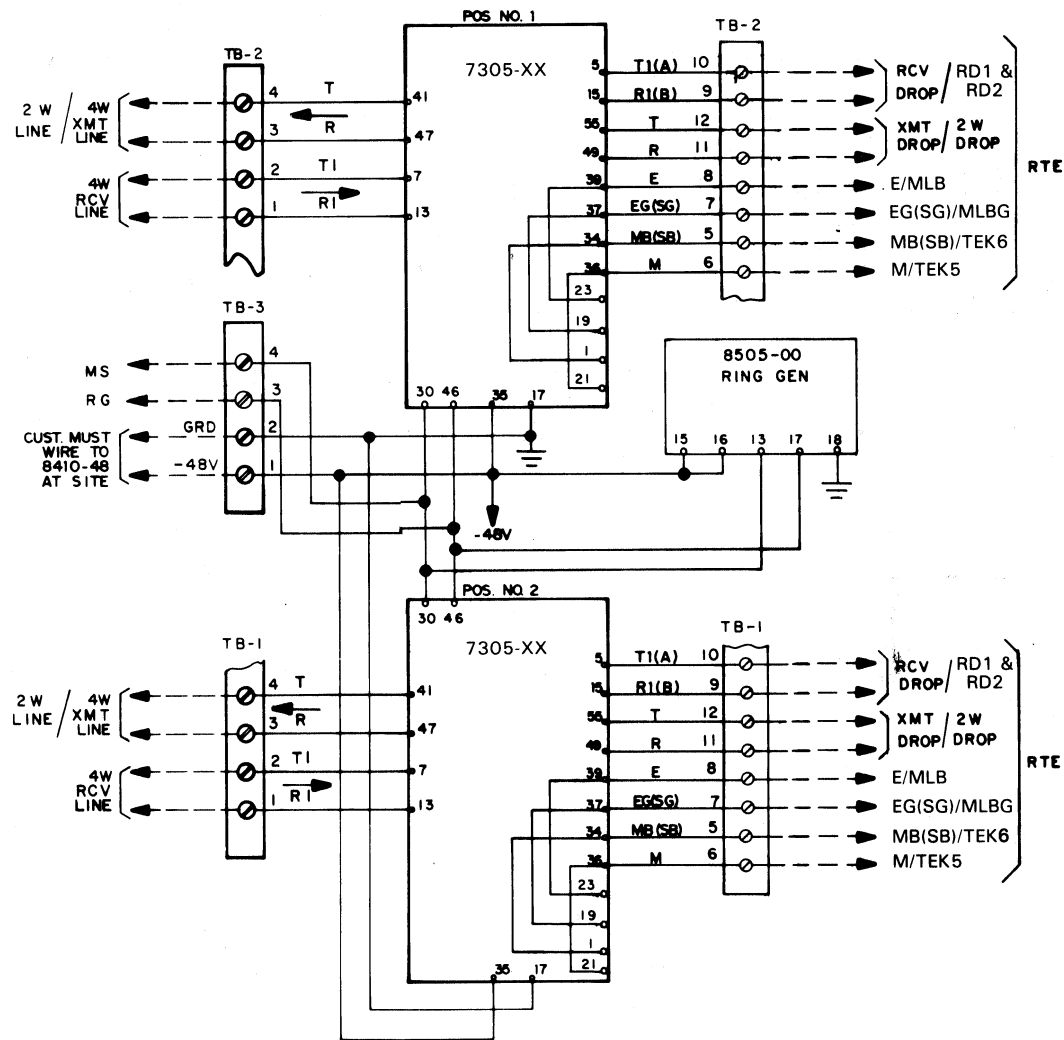 POS NO. 1
7305-XX
TB-2
4 T 41
3 R 47
2 T1 7
1 R1 13
2 W LINE / 4W XMT LINE
4W RCV LINE
TB-2
5 T1(A) 10
15 R1(B) 9
55 T 12
49 R 11
39 E 8
37 EG(SG) 7
34 MB(SB) 5
36 M 6
23
19
1
21
RCV DROP / RD1 & RD2
XMT DROP / 2W DROP
E/MLB
EG(SG)/MLBG
MB(SB)/TEK6
M/TEK5
RTE
30 46 35 17
TB-3
MS 4
RG 3
GRD 2
-48V 1
CUST. MUST
WIRE TO
8410-48
AT SITE
-48V
8505-00
RING GEN
15 16 13 17 18
POS. NO. 2
30 46
7305-XX
TB-1
4 T 41
3 R 47
2 T1 7
1 R1 13
2W LINE / 4W XMT LINE
4W RCV LINE
TB-1
5 T1(A) 10
15 R1(B) 9
55 T 12
49 R 11
39 E 8
37 EG(SG) 7
34 MB(SB) 5
36 M 6
23
19
1
21
RCV DROP / RD1 & RD2
XMT DROP / 2W DROP
E/MLB
EG(SG)/MLBG
MB(SB)/TEK6
M/TEK5
RTE
35 17